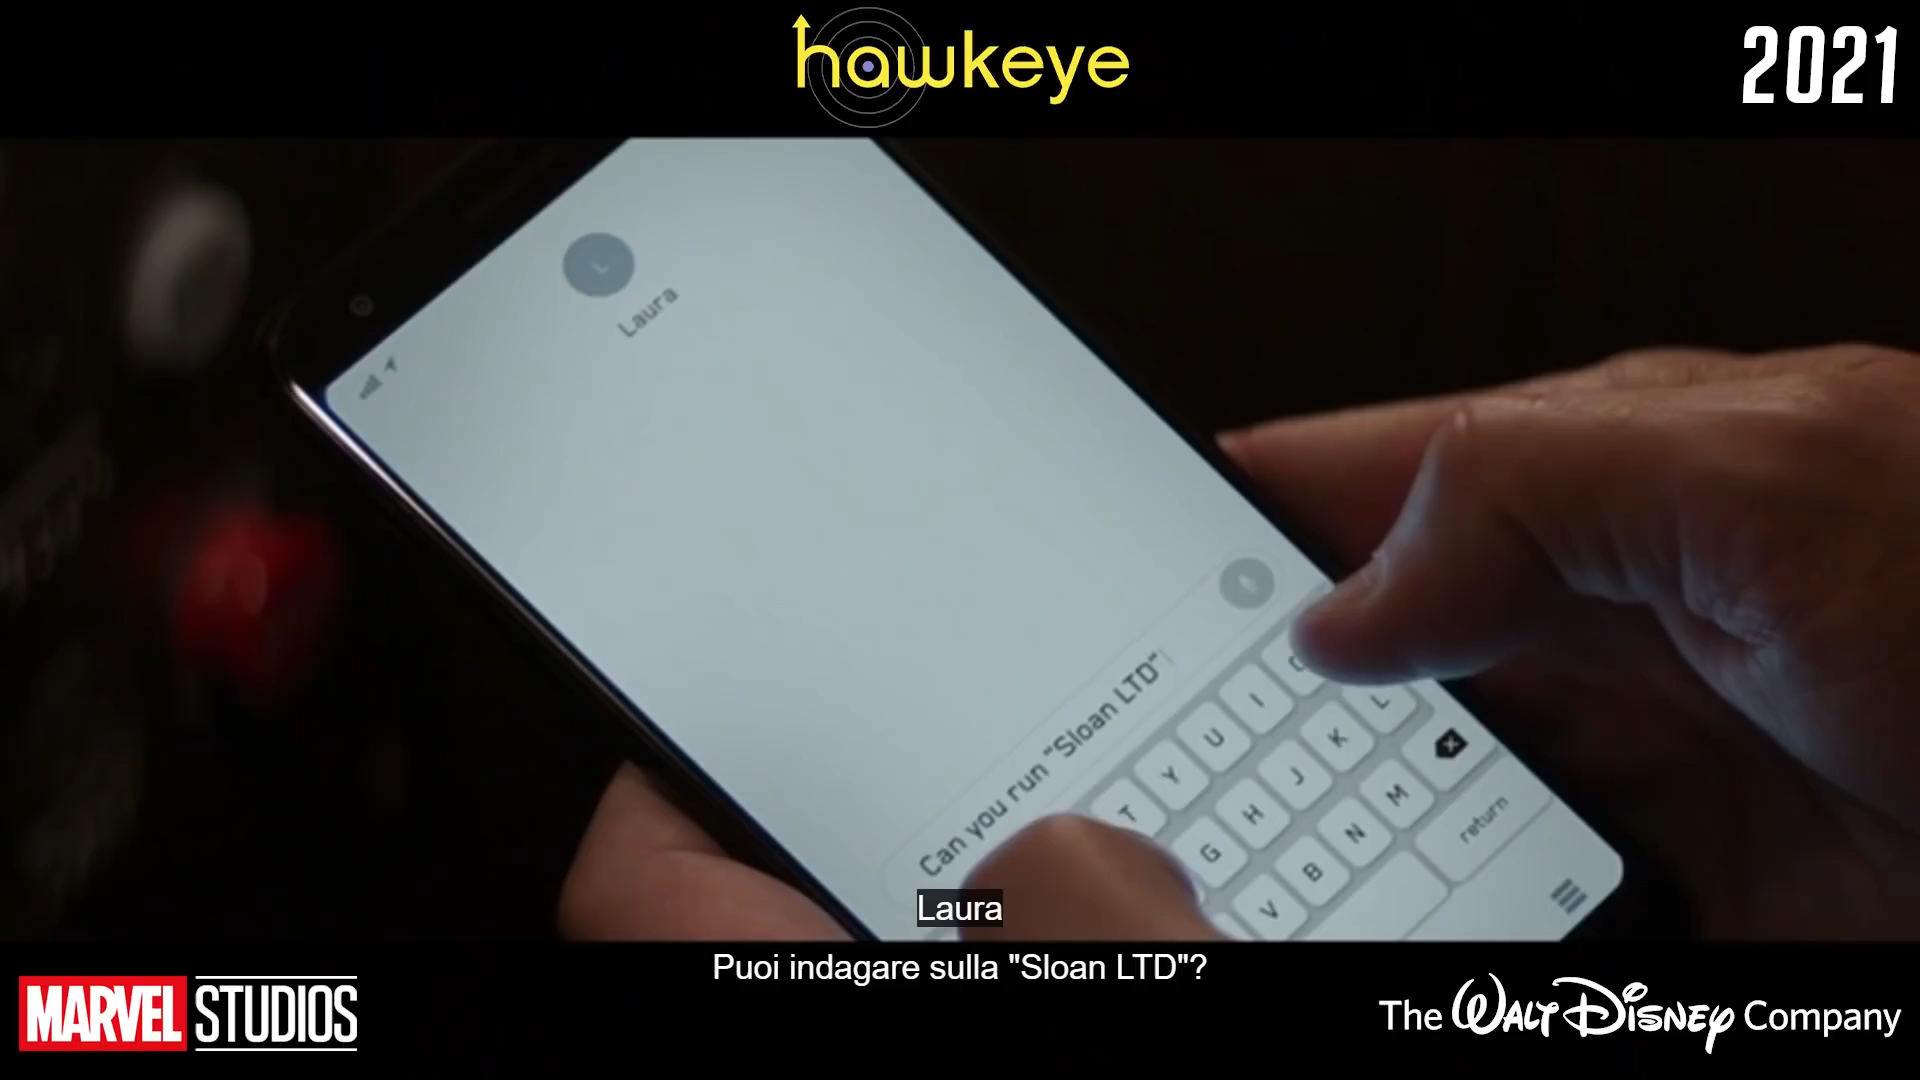 hawkeye
2021
L
Laura
Can you run "Sloan LTD"
T Y U I
G H J K L
V B N M
return
Laura
Puoi indagare sulla "Sloan LTD"?
MARVEL STUDIOS
The WALT DISNEY Company